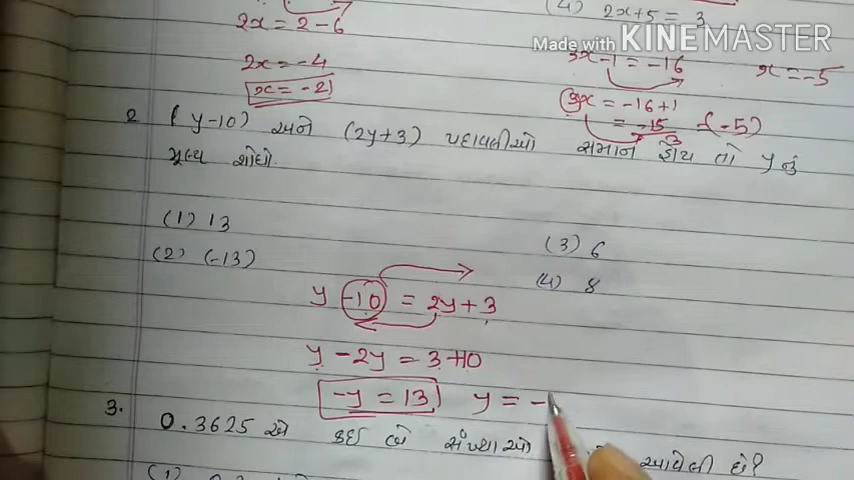 2x = 2 - 6
2x = -4
x = -2
(4) 2x+5 = 3
Made with KINEMASTER
3x - 1 = -16
x = -5
3x = -16+1
= -15/3 (-5)
2 (y-10) અને (2y+3) પદાવલીઓ સમાન હોય તો y નું
મૂલ્ય શોધો
(1) 13
(2) (-13)
(3) 6
(4) 8
y -10 = 2y + 3
y - 2y = 3 +10
-y = 13 y = -
3. 0.3625 એ કઈ બે સંખ્યાઓ આવેલી છે?
(1)